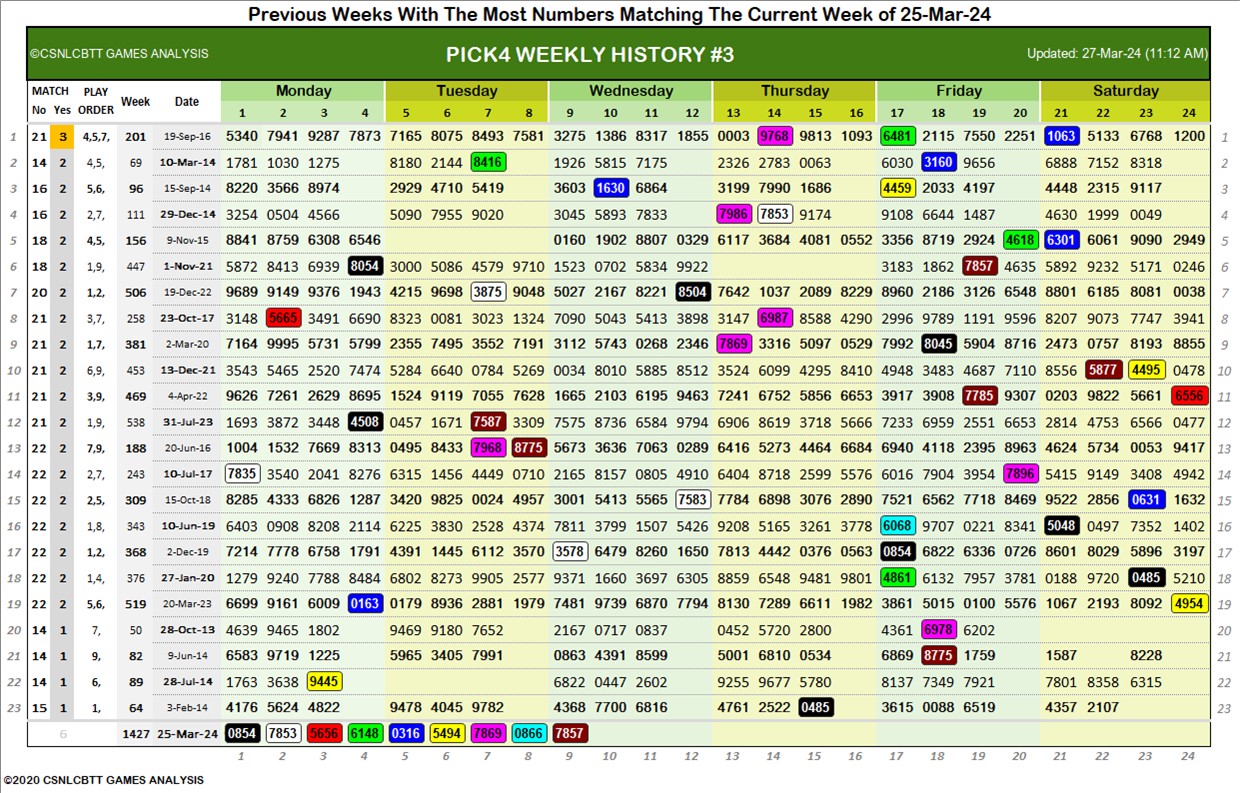 Previous Weeks With The Most Numbers Matching The Current Week of 25-Mar-24
©CSNLCBTT GAMES ANALYSIS PICK4 WEEKLY HISTORY #3 Updated: 27-Mar-24 (11:12 AM)
MATCH PLAY Week Date Monday Tuesday Wednesday Thursday Friday Saturday
No Yes ORDER 1 2 3 4 5 6 7 8 9 10 11 12 13 14 15 16 17 18 19 20 21 22 23 24
1 21 3 4,5,7, 201 19-Sep-16 5340 7941 9287 7873 7165 8075 8493 7581 3275 1386 8317 1855 0003 9768 9813 1093 6481 2115 7550 2251 1063 5133 6768 1200 1
2 14 2 4,5, 69 10-Mar-14 1781 1030 1275 8180 2144 8416 1926 5815 7175 2326 2783 0063 6030 3160 9656 6888 7152 8318 2
3 16 2 5,6, 96 15-Sep-14 8220 3566 8974 2929 4710 5419 3603 1630 6864 3199 7990 1686 4459 2033 4197 4448 2315 9117 3
4 16 2 2,7, 111 29-Dec-14 3254 0504 4566 5090 7955 9020 3045 5893 7833 7986 7853 9174 9108 6644 1487 4630 1999 0049 4
5 18 2 4,5, 156 9-Nov-15 8841 8759 6983 6546 0160 1902 8807 0329 6117 3684 4081 0552 3356 8719 2924 4618 6301 6061 9090 2949 5
6 18 2 1,9, 447 1-Nov-21 5872 8413 6939 8054 3000 5086 4579 9710 1523 0702 5834 9922 3183 1862 7857 4635 5892 9232 5171 0246 6
7 20 2 1,2, 506 19-Dec-22 9689 9149 9376 1943 4215 9698 3875 9048 5027 2167 8221 8504 7642 1037 2089 8229 8960 2186 3126 6548 8801 6185 8081 0038 7
8 21 2 3,7, 258 23-Oct-17 3148 5665 3491 6690 8323 0081 3023 1324 7090 5043 5413 3898 3147 6987 8588 4290 2996 9789 1191 9596 8207 9073 7747 3941 8
9 21 2 1,7, 381 2-Mar-20 7164 9995 5731 5799 2355 7495 3552 7191 3112 5743 0268 2346 7869 3316 5097 0529 7992 8045 5904 8716 2473 0757 8193 8855 9
10 21 2 6,9, 453 13-Dec-21 3543 5465 2520 7474 5284 6640 0784 5269 0034 8010 5885 8512 3524 6099 4295 8410 4948 3483 4687 7110 8556 5877 4495 0478 10
11 21 2 3,9, 469 4-Apr-22 9626 7261 2629 8695 1524 9119 7055 7628 1665 2103 6195 9463 7241 6752 5856 6653 3917 3908 7785 9307 0203 9822 5661 6556 11
12 21 2 1,9, 538 31-Jul-23 1693 3872 3448 4508 0457 1671 7587 3309 7575 8736 6584 9794 6906 8619 3718 5666 7233 6959 2551 6653 2814 4753 6566 0477 12
13 22 2 7,9, 188 20-Jun-16 1004 1532 7669 8313 0495 8433 7968 8775 5673 3636 7063 0289 6416 5273 4464 6684 6940 4118 2395 8963 4624 5734 0053 9417 13
14 22 2 2,7, 243 10-Jul-17 7835 3540 2041 8276 6315 1456 4449 0710 2165 8157 0805 4910 6404 8718 2599 5576 6016 7904 3954 7896 5415 9149 3408 4942 14
15 22 2 2,5, 309 15-Oct-18 8285 4333 6826 1287 3420 9825 0024 4957 3001 5413 5565 7583 7784 6898 3076 2890 7521 6562 7718 8469 9522 2856 0631 1632 15
16 22 2 1,8, 343 10-Jun-19 6403 0908 8208 2114 6225 3830 2528 4374 7811 3799 1507 5426 9208 5165 3261 3778 6068 9707 0221 8341 5048 0497 7352 1402 16
17 22 2 1,2, 368 2-Dec-19 7214 7778 6758 1791 4391 1445 6112 3570 3578 6479 8260 1650 7813 4442 0376 0563 0854 6822 6336 0726 8601 8029 5896 3197 17
18 22 2 1,4, 376 27-Jan-20 1279 9240 7788 8484 6802 8273 9905 2577 9371 1660 3697 6305 8859 6548 9481 9801 4861 6132 7957 3781 0188 9720 0485 5210 18
19 22 2 5,6, 519 20-Mar-23 6699 9161 6009 0163 0179 8936 2881 1979 7481 9739 6870 7794 8130 7289 6611 1982 3861 5015 0100 5576 1067 2193 8092 4954 19
20 14 1 7, 50 28-Oct-13 4639 9465 1802 9469 9180 7652 2167 0717 0837 0452 5720 2800 4361 6978 6202 20
21 14 1 9, 82 9-Jun-14 6583 9719 1225 5965 3405 7991 0863 4391 8599 5001 6810 0534 6869 8775 1759 1587 8228 21
22 14 1 6, 89 28-Jul-14 1763 3638 9445 6822 0447 2602 9255 9677 5780 8137 7349 7921 7801 8358 6315 22
23 15 1 1, 64 3-Feb-14 4176 5624 4822 9478 4045 9782 4368 7700 6816 4761 2522 0485 3615 0088 6519 4357 2107 23
6 1427 25-Mar-24 0854 7853 5656 6148 0316 5494 7869 0866 7857
1 2 3 4 5 6 7 8 9 10 11 12 13 14 15 16 17 18 19 20 21 22 23 24
©2020 CSNLCBTT GAMES ANALYSIS